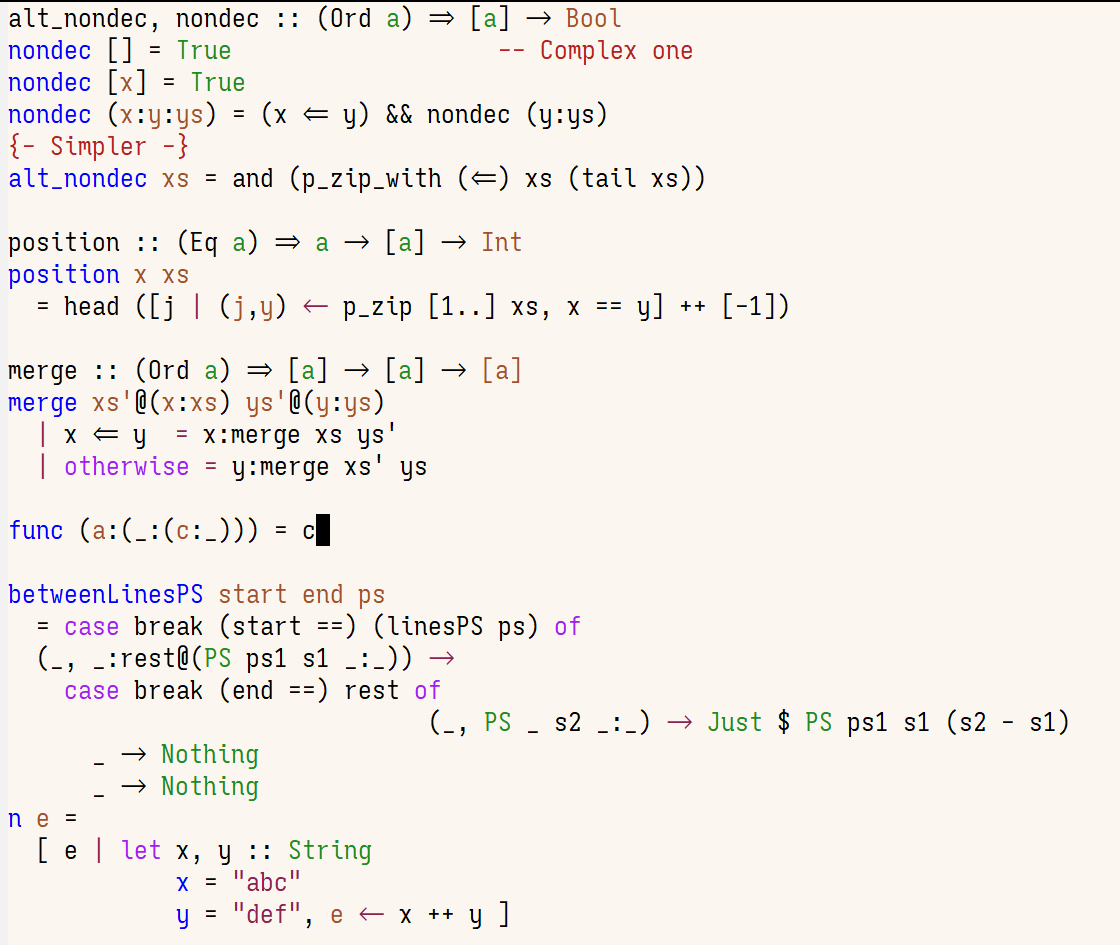 alt_nondec, nondec :: (Ord a) ⇒ [a] → Bool
nondec [] = True                   -- Complex one
nondec [x] = True
nondec (x:y:ys) = (x ⇐ y) && nondec (y:ys)
{- Simpler -}
alt_nondec xs = and (p_zip_with (⇐) xs (tail xs))

position :: (Eq a) ⇒ a → [a] → Int
position x xs
  = head ([j | (j,y) ← p_zip [1..] xs, x == y] ++ [-1])

merge :: (Ord a) ⇒ [a] → [a] → [a]
merge xs'@(x:xs) ys'@(y:ys)
  | x ⇐ y  = x:merge xs ys'
  | otherwise = y:merge xs' ys

func (a:(_:(c:_))) = c

betweenLinesPS start end ps
  = case break (start ==) (linesPS ps) of
  (_, _:rest@(PS ps1 s1 _:_)) →
    case break (end ==) rest of
                              (_, PS _ s2 _:_) → Just $ PS ps1 s1 (s2 - s1)
      _ → Nothing
      _ → Nothing
n e =
  [ e | let x, y :: String
            x = "abc"
            y = "def", e ← x ++ y ]